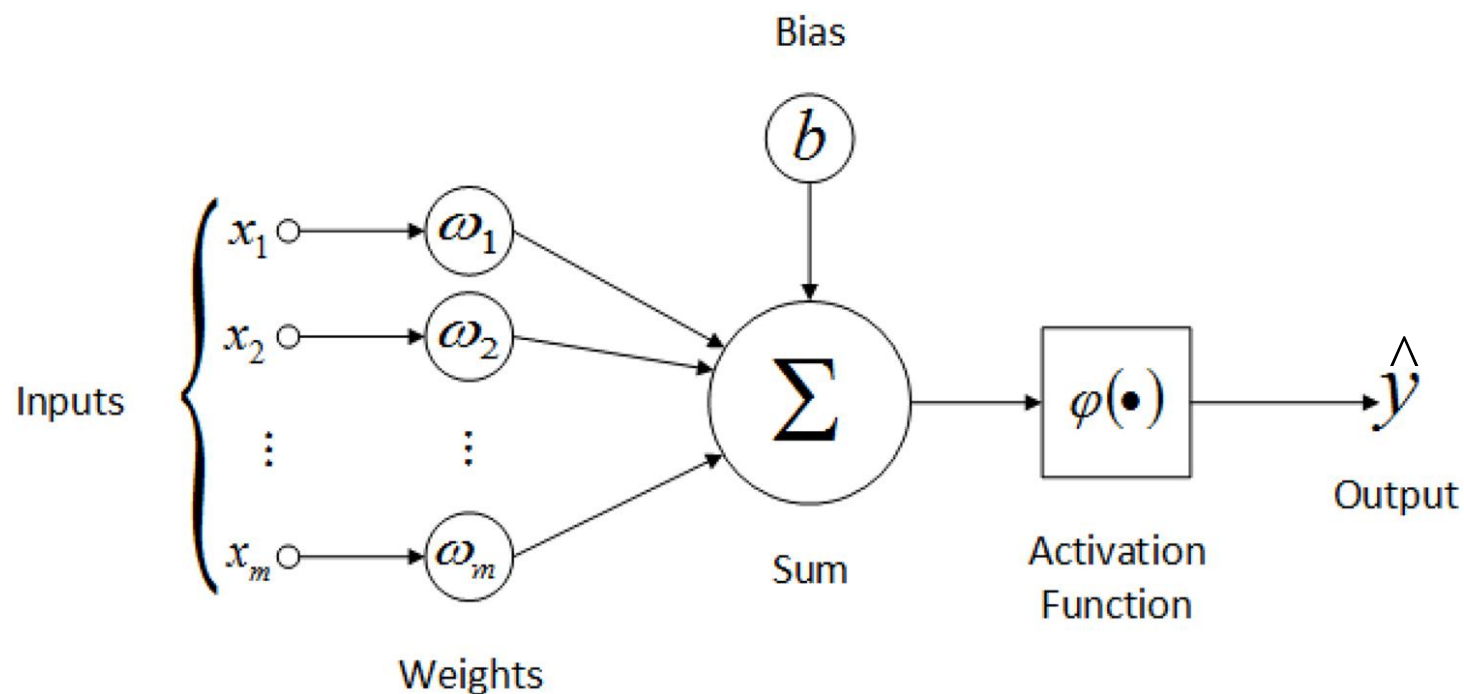 Bias
b
x₁ ω₁
x₂ ω₂
Inputs
⋮ ⋮
Σ
φ(•)
ŷ
Output
xₘ ωₘ
Sum
Activation
Function
Weights